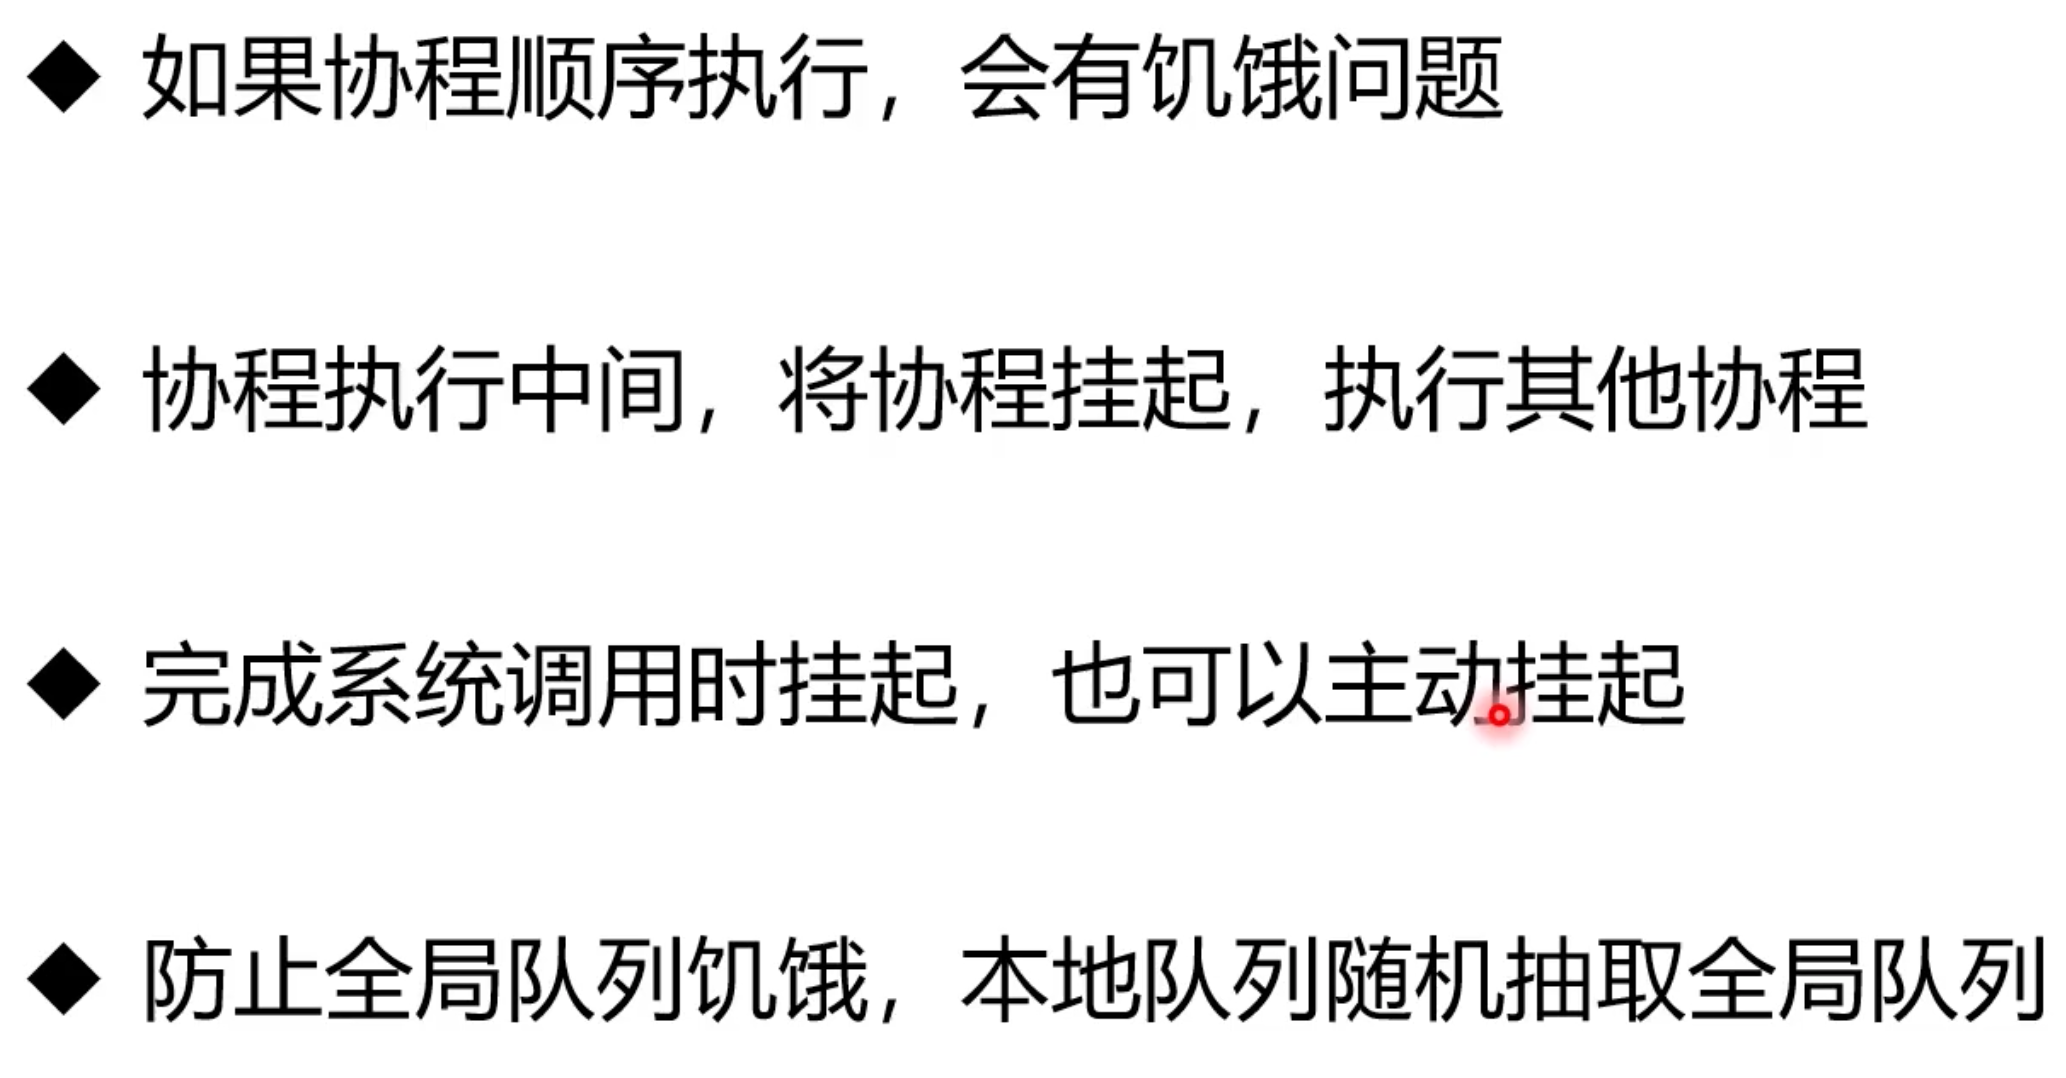 ◆ 如果协程顺序执行，会有饥饿问题
◆ 协程执行中间，将协程挂起，执行其他协程
◆ 完成系统调用时挂起，也可以主动挂起
◆ 防止全局队列饥饿，本地队列随机抽取全局队列